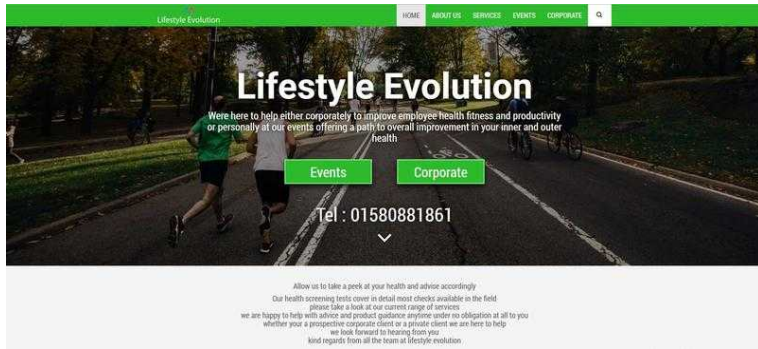 Lifestyle Evolution
HOME ABOUT US SERVICES EVENTS CORPORATE
Lifestyle Evolution
Were here to help either corporately to improve employee health fitness and productivity
or personally at our events offering a path to overall improvement in your inner and outer
health
Events Corporate
Tel : 01580881861
Allow us to take a peek at your health and advise accordingly
Our health screening tests cover in detail most checks available in the field
please take a look at our current range of services
we are happy to help with advice and product guidance anytime under no obligation at all to you
whether your a prospective corporate client or a private client we are here to help
we look forward to hearing from you
kind regards from all the team at lifestyle evolution